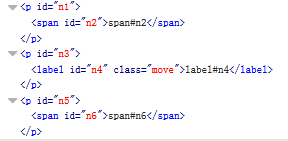 <p id="n1">
<span id="n2">span#n2</span>
</p>
<p id="n3">
<label id="n4" class="move">label#n4</label>
</p>
<p id="n5">
<span id="n6">span#n6</span>
</p>